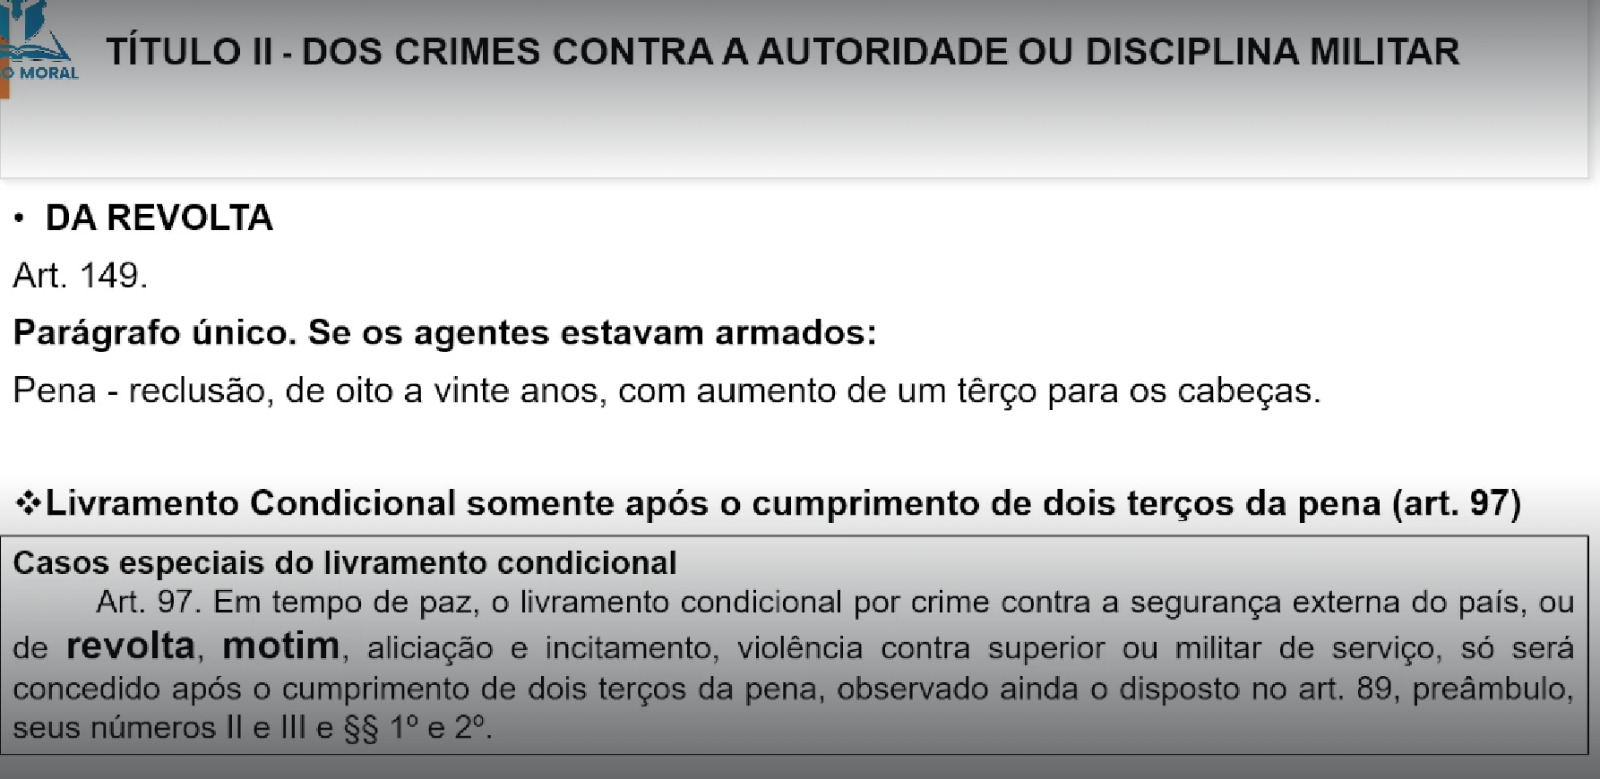 O MORAL
TÍTULO II - DOS CRIMES CONTRA A AUTORIDADE OU DISCIPLINA MILITAR
• DA REVOLTA
Art. 149.
Parágrafo único. Se os agentes estavam armados:
Pena - reclusão, de oito a vinte anos, com aumento de um têrço para os cabeças.
❖Livramento Condicional somente após o cumprimento de dois terços da pena (art. 97)
Casos especiais do livramento condicional
Art. 97. Em tempo de paz, o livramento condicional por crime contra a segurança externa do país, ou
de revolta, motim, aliciação e incitamento, violência contra superior ou militar de serviço, só será
concedido após o cumprimento de dois terços da pena, observado ainda o disposto no art. 89, preâmbulo,
seus números II e III e §§ 1º e 2º.